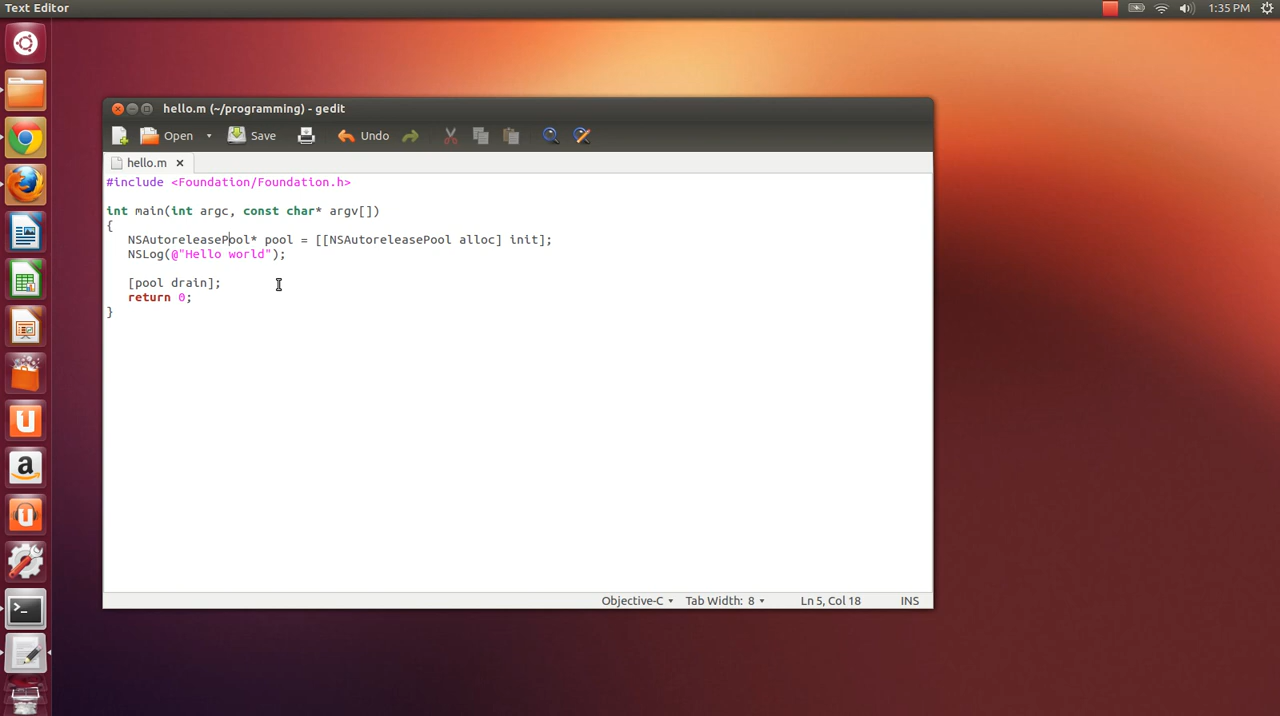 Text Editor
1:35 PM
hello.m (~/programming) - gedit
Open Save Undo
hello.m
#include <Foundation/Foundation.h>
int main(int argc, const char* argv[])
{
NSAutoreleasePool* pool = [[NSAutoreleasePool alloc] init];
NSLog(@"Hello world");
[pool drain];
return 0;
}
Objective-C Tab Width: 8 Ln 5, Col 18 INS